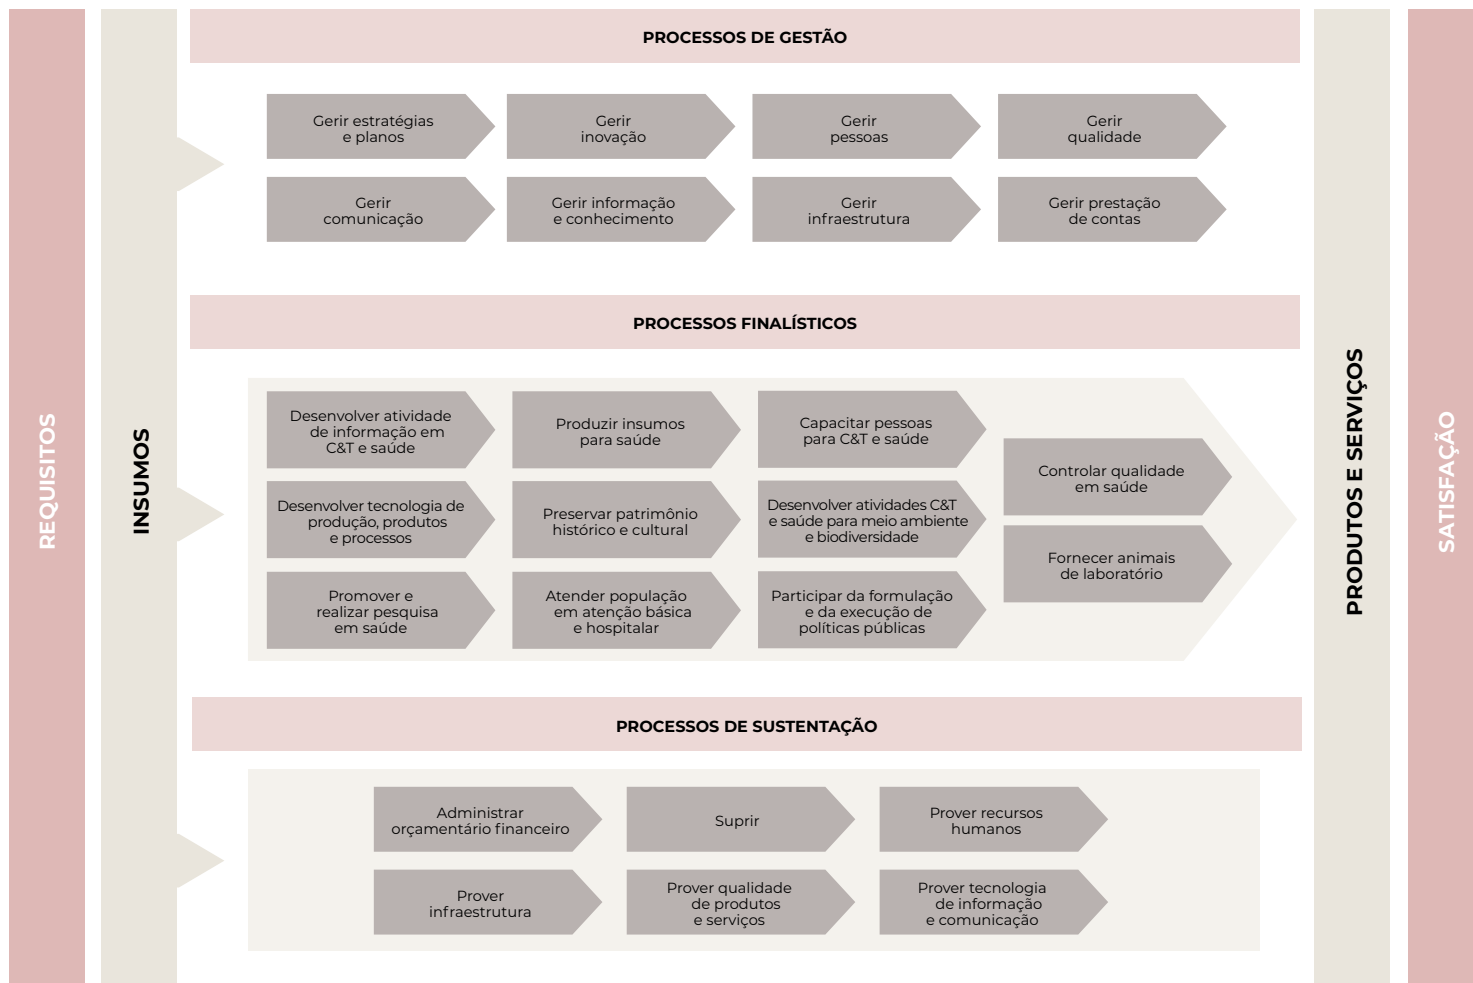 REQUISITOS
INSUMOS
PROCESSOS DE GESTÃO
Gerir estratégias
e planos
Gerir
inovação
Gerir
pessoas
Gerir
qualidade
Gerir
comunicação
Gerir informação
e conhecimento
Gerir
infraestrutura
Gerir prestação
de contas
PROCESSOS FINALÍSTICOS
Desenvolver atividade
de informação em
C&T e saúde
Produzir insumos
para saúde
Capacitar pessoas
para C&T e saúde
Controlar qualidade
em saúde
Desenvolver tecnologia de
produção, produtos
e processos
Preservar patrimônio
histórico e cultural
Desenvolver atividades C&T
e saúde para meio ambiente
e biodiversidade
Fornecer animais
de laboratório
Promover e
realizar pesquisa
em saúde
Atender população
em atenção básica
e hospitalar
Participar da formulação
e da execução de
políticas públicas
PROCESSOS DE SUSTENTAÇÃO
Administrar
orçamentário financeiro
Suprir
Prover recursos
humanos
Prover
infraestrutura
Prover qualidade
de produtos
e serviços
Prover tecnologia
de informação
e comunicação
PRODUTOS E SERVIÇOS
SATISFAÇÃO